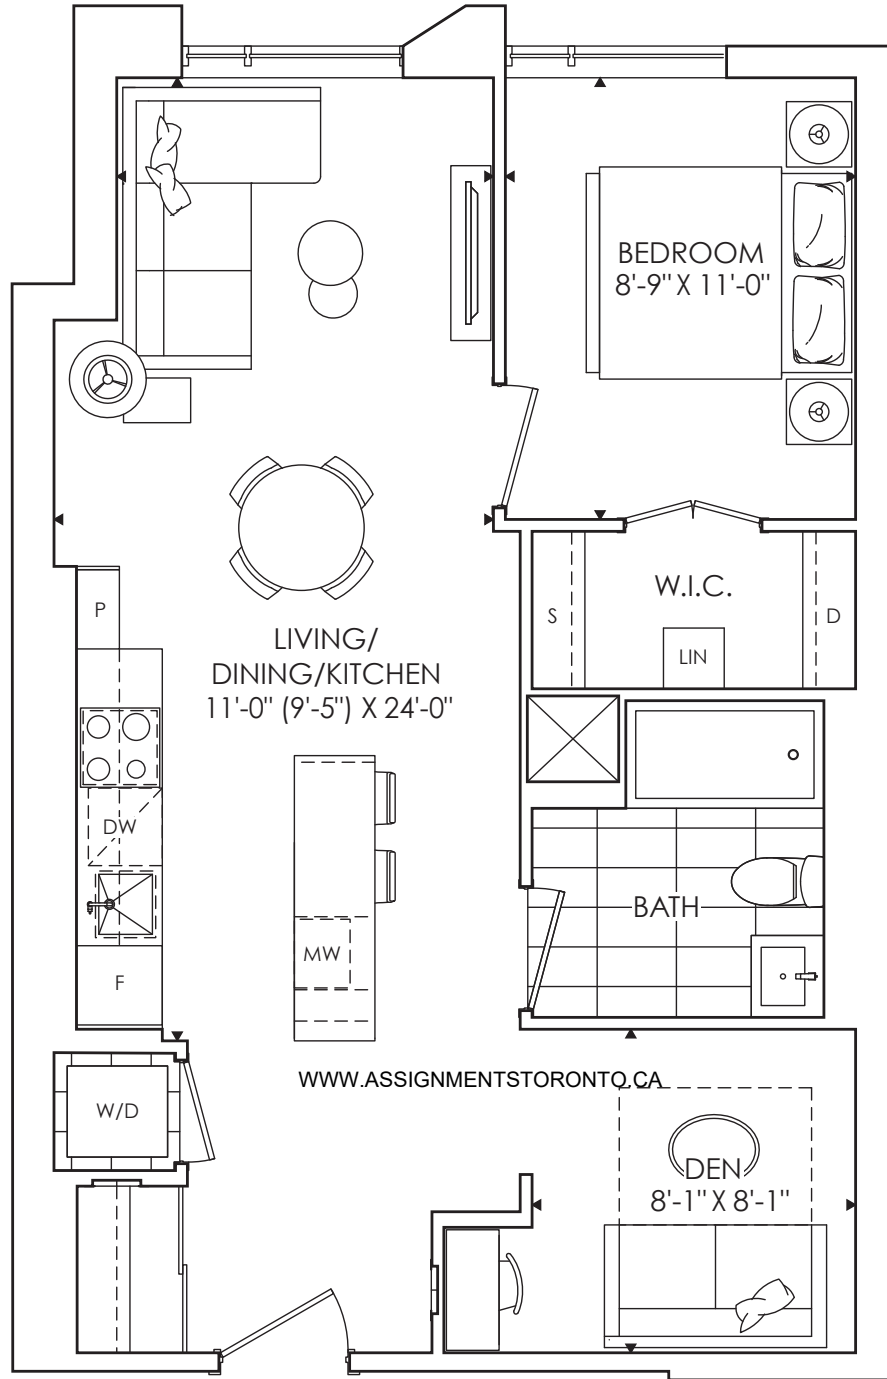 BEDROOM
8'-9" X 11'-0"
W.I.C.
S
D
LIN
P
LIVING/
DINING/KITCHEN
11'-0" (9'-5") X 24'-0"
DW
BATH
MW
F
WWW.ASSIGNMENTSTORONTO.CA
W/D
DEN
8'-1" X 8'-1"